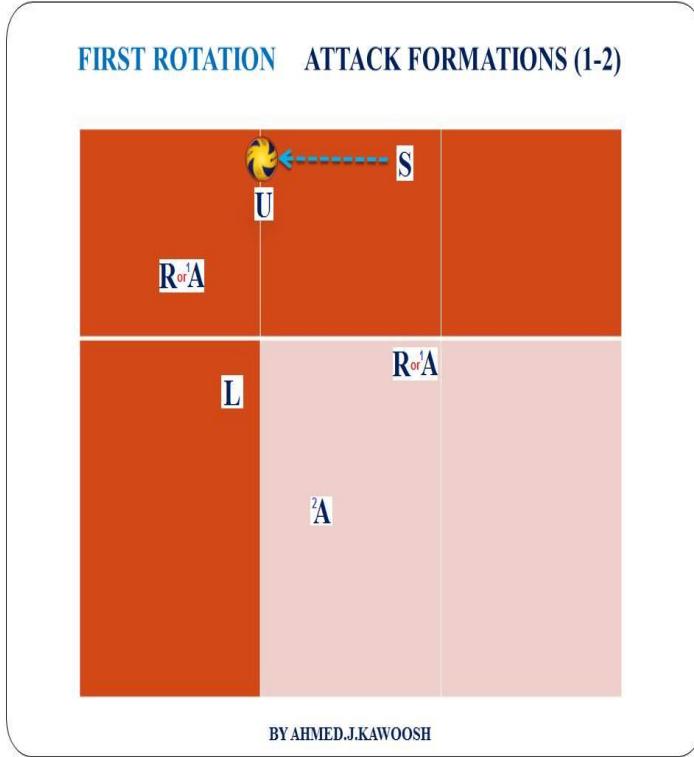 FIRST ROTATION ATTACK FORMATIONS (1-2)
S
U
R or ¹A
R or ¹A
L
²A
BY AHMED.J.KAWOOSH